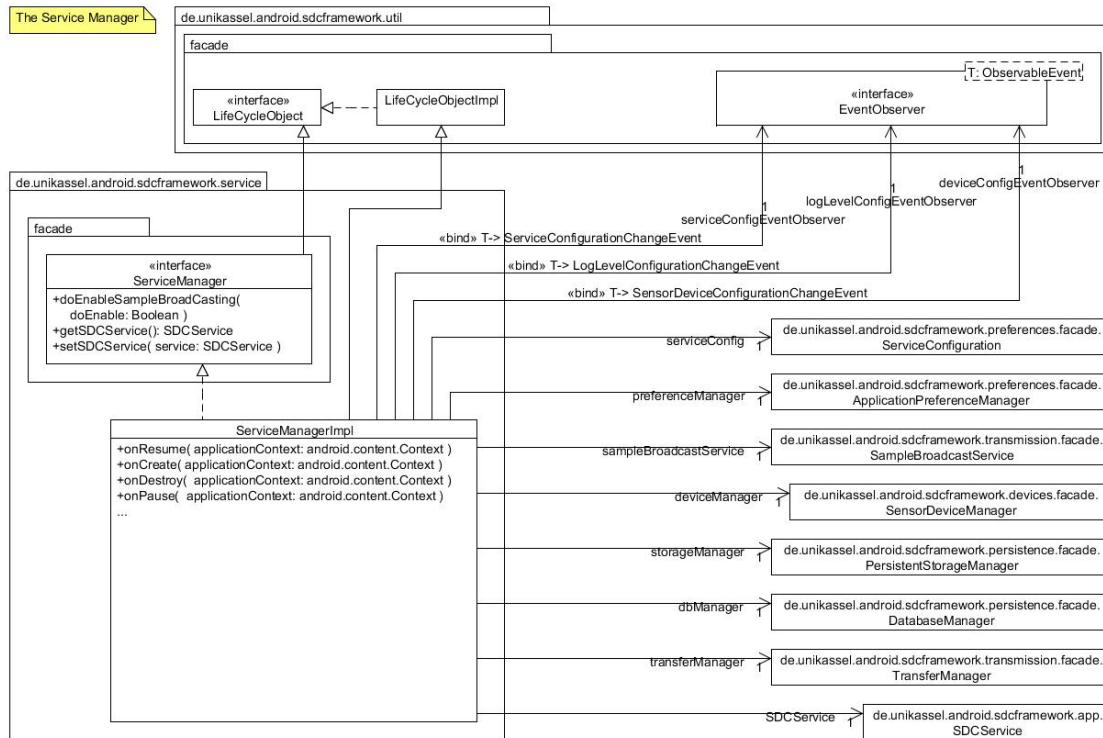 The Service Manager
de.unikassel.android.sdcframework.util
facade
«interface»
LifeCycleObject
LifeCycleObjectImpl
T: ObservableEvent
«interface»
EventObserver
de.unikassel.android.sdcframework.service
facade
«interface»
ServiceManager
+doEnableSampleBroadCasting(
doEnable: Boolean )
+getSDCService(): SDCService
+setSDCService( service: SDCService )
1
deviceConfigEventObserver
1
logLevelConfigEventObserver
1
serviceConfigEventObserver
«bind» T-> ServiceConfigurationChangeEvent
«bind» T-> LogLevelConfigurationChangeEvent
«bind» T-> SensorDeviceConfigurationChangeEvent
ServiceManagerImpl
+onResume( applicationContext: android.content.Context )
+onCreate( applicationContext: android.content.Context )
+onDestroy( applicationContext: android.content.Context )
+onPause( applicationContext: android.content.Context )
...
serviceConfig 1
de.unikassel.android.sdcframework.preferences.facade.
ServiceConfiguration
preferenceManager 1
de.unikassel.android.sdcframework.preferences.facade.
ApplicationPreferenceManager
sampleBroadcastService 1
de.unikassel.android.sdcframework.transmission.facade.
SampleBroadcastService
deviceManager 1
de.unikassel.android.sdcframework.devices.facade.
SensorDeviceManager
storageManager 1
de.unikassel.android.sdcframework.persistence.facade.
PersistentStorageManager
dbManager 1
de.unikassel.android.sdcframework.persistence.facade.
DatabaseManager
transferManager 1
de.unikassel.android.sdcframework.transmission.facade.
TransferManager
SDCService 1
de.unikassel.android.sdcframework.app.
SDCService